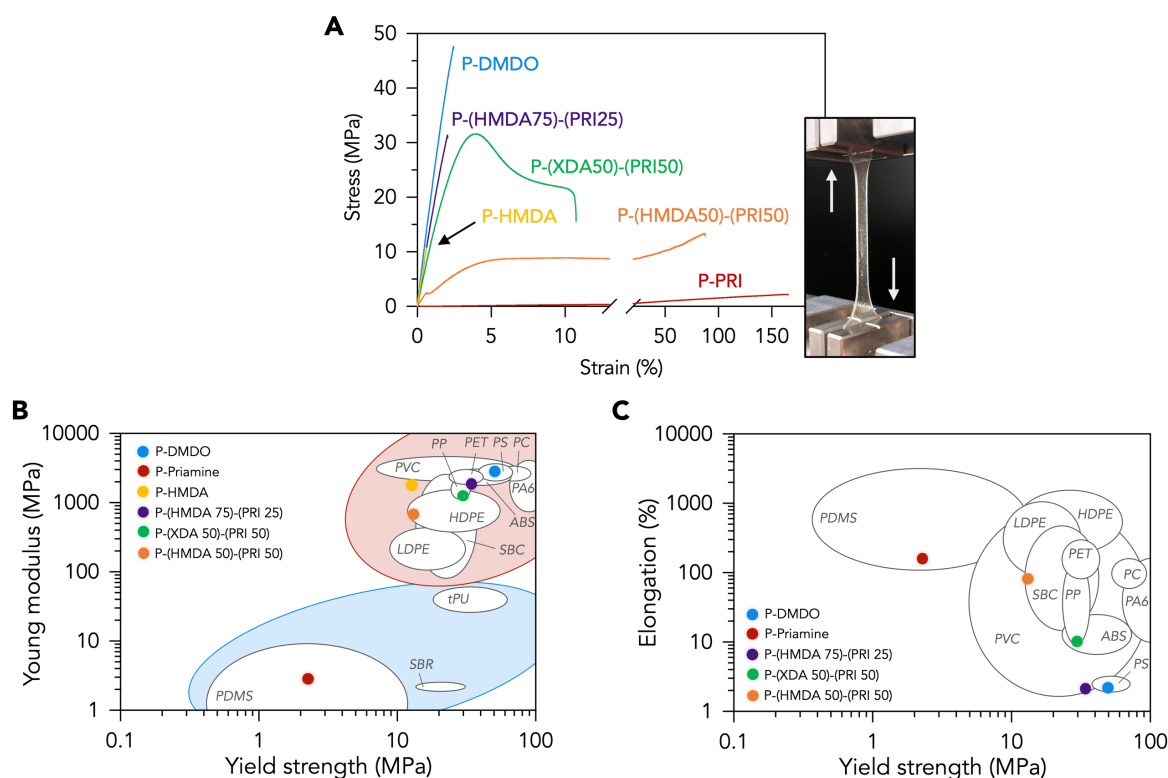 A
50
40
30
20
10
0
Stress (MPa)
P-DMDO
P-(HMDA75)-(PRI25)
P-(XDA50)-(PRI50)
P-HMDA
P-(HMDA50)-(PRI50)
P-PRI
0 5 10 50 100 150
Strain (%)
B
10000
1000
100
10
1
Young modulus (MPa)
P-DMDO
P-Priamine
P-HMDA
P-(HMDA 75)-(PRI 25)
P-(XDA 50)-(PRI 50)
P-(HMDA 50)-(PRI 50)
PP PET PS PC
PVC
PA6
ABS
HDPE
LDPE
SBC
tPU
SBR
PDMS
0.1 1 10 100
Yield strength (MPa)
C
10000
1000
100
10
1
Elongation (%)
PDMS
LDPE
HDPE
PET
PC
SBC
PP
PA6
PVC
ABS
PS
P-DMDO
P-Priamine
P-(HMDA 75)-(PRI 25)
P-(XDA 50)-(PRI 50)
P-(HMDA 50)-(PRI 50)
0.1 1 10 100
Yield strength (MPa)